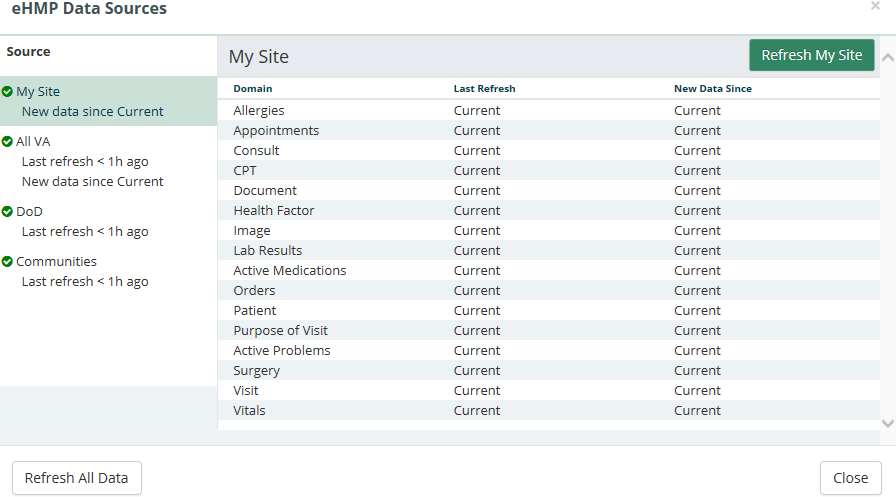 eHMP Data Sources
×
Source
My Site
New data since Current
All VA
Last refresh < 1h ago
New data since Current
DoD
Last refresh < 1h ago
Communities
Last refresh < 1h ago
My Site
Refresh My Site
Domain Last Refresh New Data Since
Allergies Current Current
Appointments Current Current
Consult Current Current
CPT Current Current
Document Current Current
Health Factor Current Current
Image Current Current
Lab Results Current Current
Active Medications Current Current
Orders Current Current
Patient Current Current
Purpose of Visit Current Current
Active Problems Current Current
Surgery Current Current
Visit Current Current
Vitals Current Current
Refresh All Data
Close